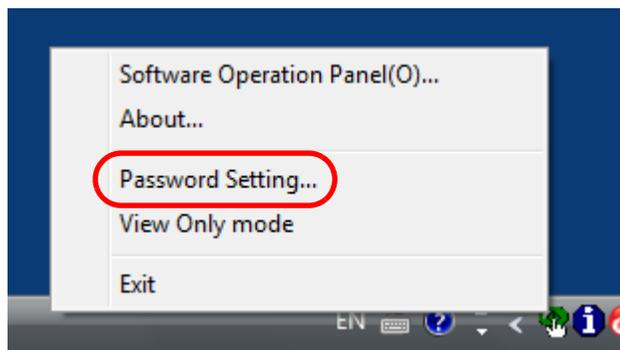 Software Operation Panel(O)...
About...
Password Setting...
View Only mode
Exit
EN